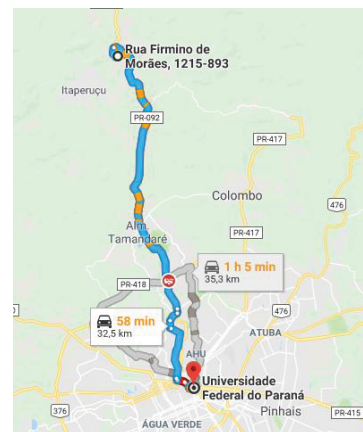 Rua Firmino de
Morães, 1215-893
Itaperuçu
PR-092
PR-417
PR-417
Colombo
476
Alm.
Tamandaré
1 h 5 min
35,3 km
PR-418
58 min
32,5 km
476
ATUBA
AHU
Universidade
Federal do Paraná
376
277
Pinhais
PR-415
ÁGUA VERDE